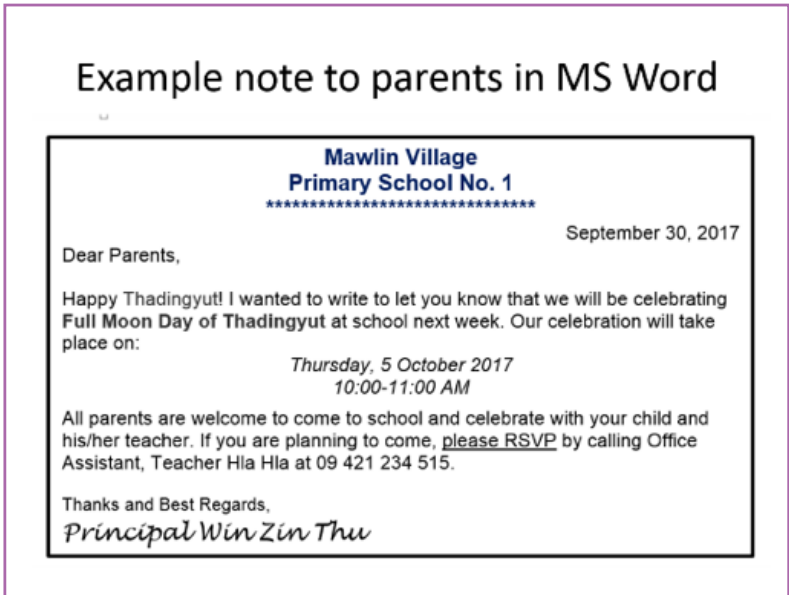 Example note to parents in MS Word
Mawlin Village
Primary School No. 1
*******************************
September 30, 2017
Dear Parents,
Happy Thadingyut! I wanted to write to let you know that we will be celebrating
Full Moon Day of Thadingyut at school next week. Our celebration will take
place on:
Thursday, 5 October 2017
10:00-11:00 AM
All parents are welcome to come to school and celebrate with your child and
his/her teacher. If you are planning to come, please RSVP by calling Office
Assistant, Teacher Hla Hla at 09 421 234 515.
Thanks and Best Regards,
Principal Win Zin Thu